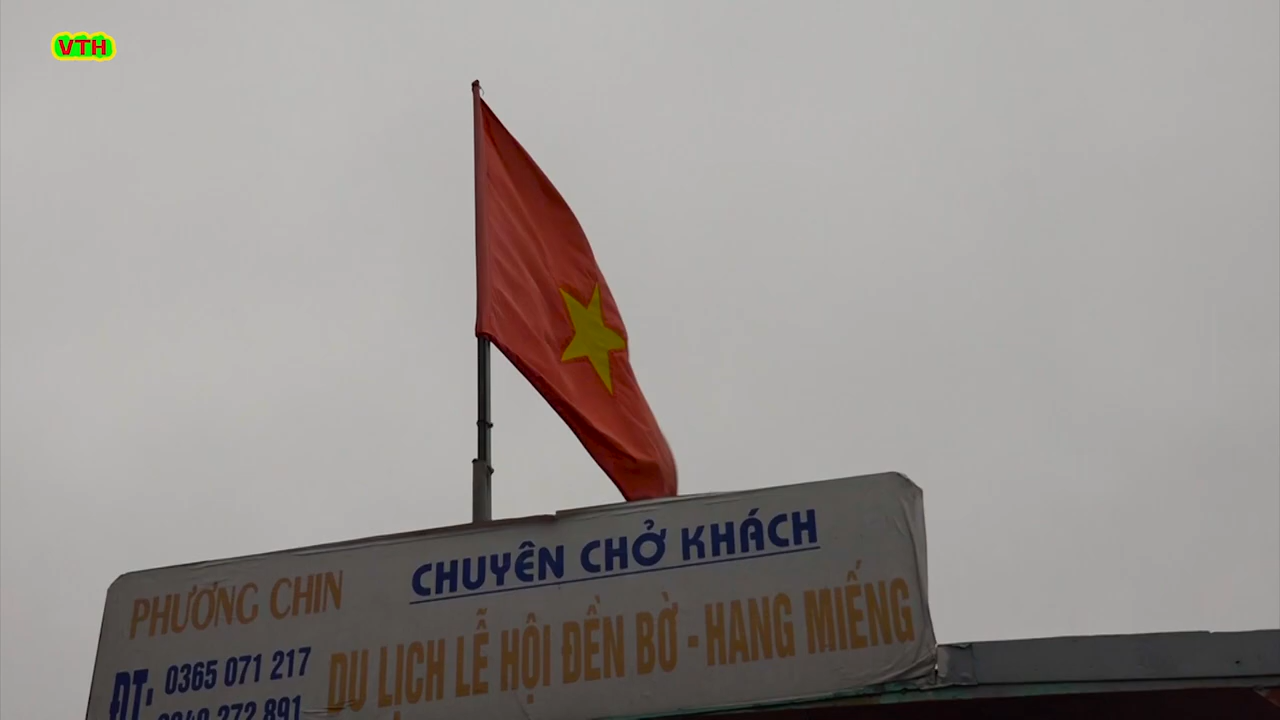 VTH
PHƯƠNG CHIN
CHUYÊN CHỞ KHÁCH
ĐT: 0365 071 217
DU LỊCH LỄ HỘI ĐỀN BỜ - HANG MIẾNG